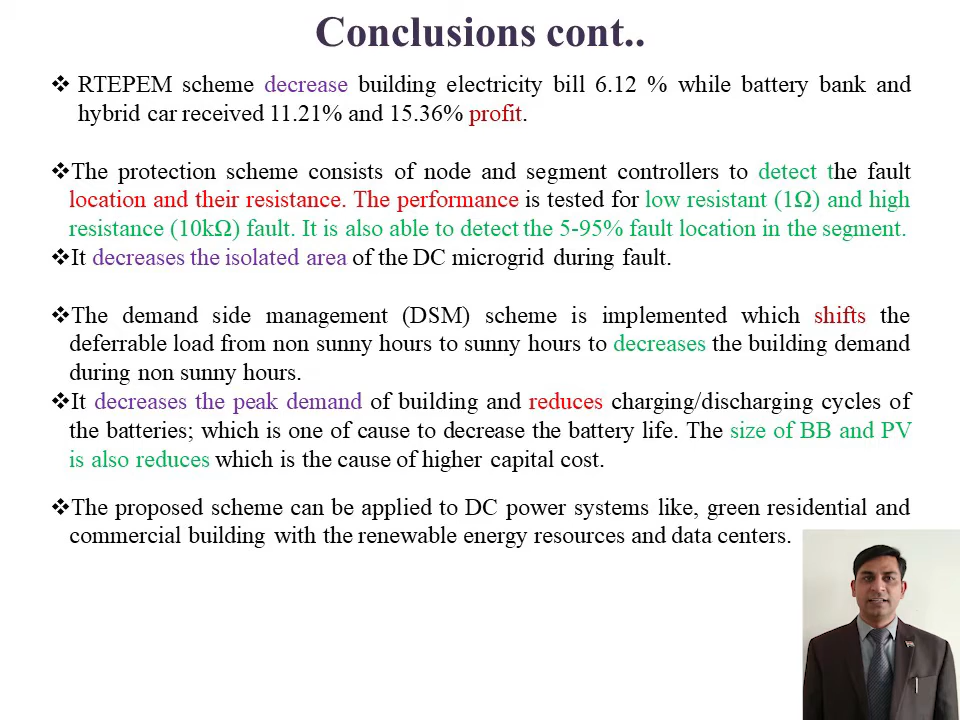 Conclusions cont..
❖ RTEPEM scheme decrease building electricity bill 6.12 % while battery bank and
hybrid car received 11.21% and 15.36% profit.
❖The protection scheme consists of node and segment controllers to detect the fault
location and their resistance. The performance is tested for low resistant (1Ω) and high
resistance (10kΩ) fault. It is also able to detect the 5-95% fault location in the segment.
❖It decreases the isolated area of the DC microgrid during fault.
❖The demand side management (DSM) scheme is implemented which shifts the
deferrable load from non sunny hours to sunny hours to decreases the building demand
during non sunny hours.
❖It decreases the peak demand of building and reduces charging/discharging cycles of
the batteries; which is one of cause to decrease the battery life. The size of BB and PV
is also reduces which is the cause of higher capital cost.
❖The proposed scheme can be applied to DC power systems like, green residential and
commercial building with the renewable energy resources and data centers.